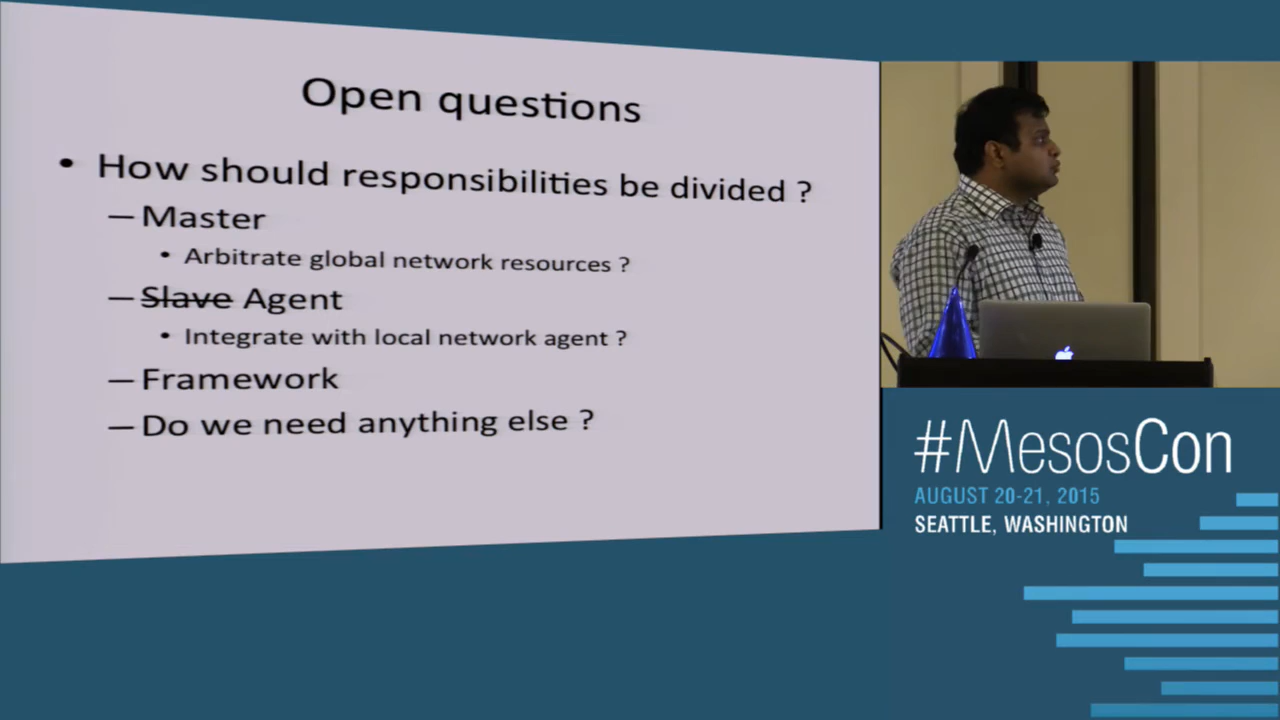 Open questions
• How should responsibilities be divided ?
– Master
• Arbitrate global network resources ?
– Slave Agent
• Integrate with local network agent ?
– Framework
– Do we need anything else ?
#MesosCon
AUGUST 20-21, 2015
SEATTLE, WASHINGTON